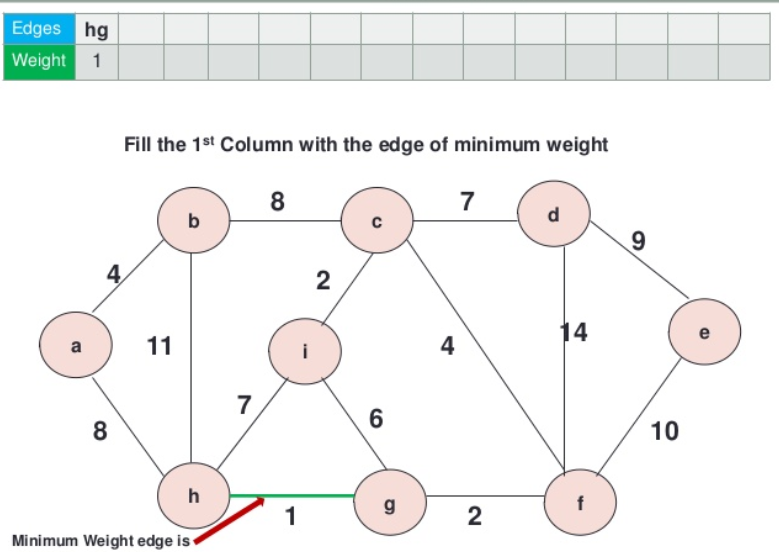 Edges hg
Weight 1
Fill the 1st Column with the edge of minimum weight
8 7
b c d
9
4 2
a 11 i 4 14 e
7 6
8 10
h g f
1 2
Minimum Weight edge is